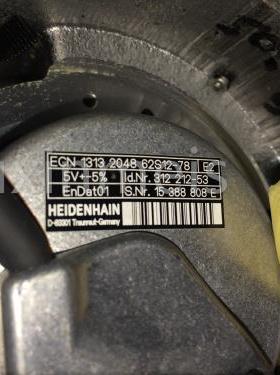 ECN 1313 2048 62S12-78 E2
5V+-5% Id.Nr. 312 212-53
EnDat01 S.Nr. 15 388 808 E
HEIDENHAIN
D-83301 Traunreut-Germany